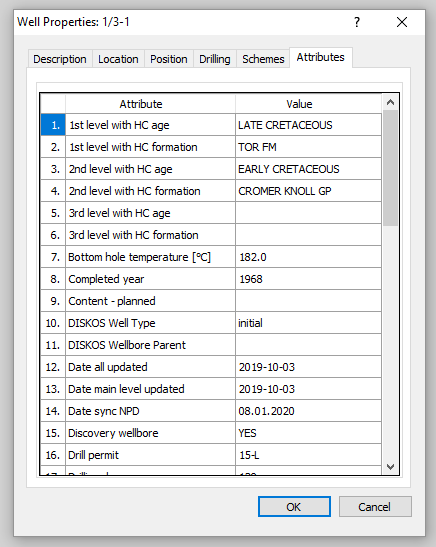 Well Properties: 1/3-1
Description Location Position Drilling Schemes Attributes
Attribute Value
1. 1st level with HC age LATE CRETACEOUS
2. 1st level with HC formation TOR FM
3. 2nd level with HC age EARLY CRETACEOUS
4. 2nd level with HC formation CROMER KNOLL GP
5. 3rd level with HC age
6. 3rd level with HC formation
7. Bottom hole temperature [°C] 182.0
8. Completed year 1968
9. Content - planned
10. DISKOS Well Type initial
11. DISKOS Wellbore Parent
12. Date all updated 2019-10-03
13. Date main level updated 2019-10-03
14. Date sync NPD 08.01.2020
15. Discovery wellbore YES
16. Drill permit 15-L
17.
OK Cancel